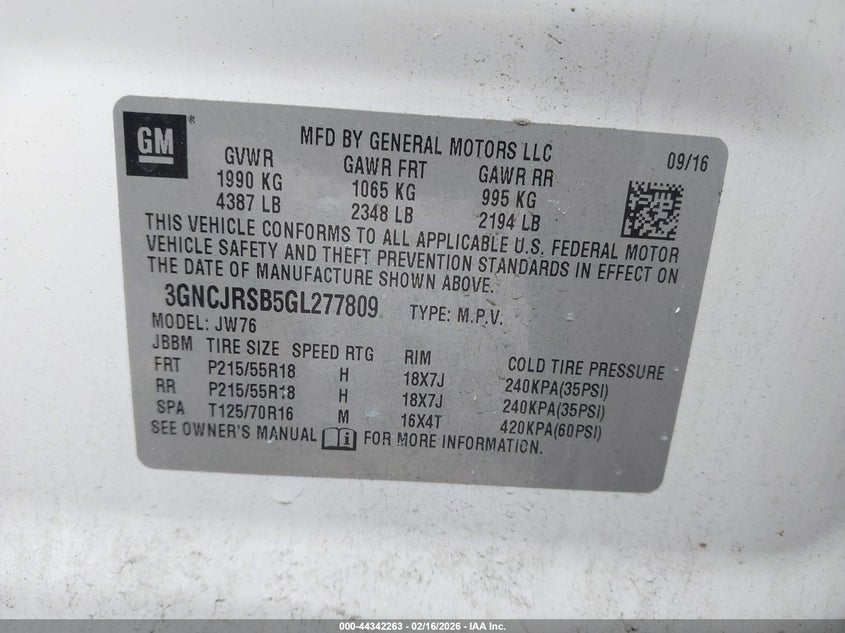 GM ®
MFD BY GENERAL MOTORS LLC 09/16
GVWR GAWR FRT GAWR RR
1990 KG 1065 KG 995 KG
4387 LB 2348 LB 2194 LB
THIS VEHICLE CONFORMS TO ALL APPLICABLE U.S. FEDERAL MOTOR
VEHICLE SAFETY AND THEFT PREVENTION STANDARDS IN EFFECT ON
THE DATE OF MANUFACTURE SHOWN ABOVE.
3GNCJRSB5GL277809 TYPE: M.P.V.
MODEL: JW76
JBBM TIRE SIZE SPEED RTG RIM COLD TIRE PRESSURE
FRT P215/55R18 H 18X7J 240KPA(35PSI)
RR P215/55R18 H 18X7J 240KPA(35PSI)
SPA T125/70R16 M 16X4T 420KPA(60PSI)
SEE OWNER'S MANUAL FOR MORE INFORMATION.
000-44342263 - 02/16/2026 - IAA Inc.